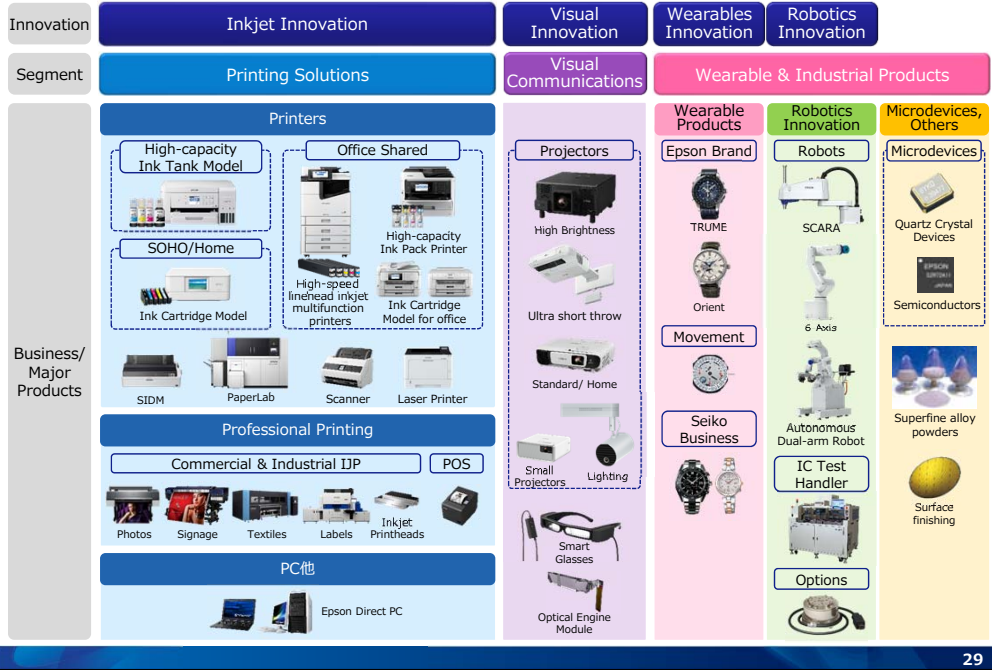 Innovation
Inkjet Innovation
Visual
Innovation
Wearables
Innovation
Robotics
Innovation
Segment
Printing Solutions
Visual
Communications
Wearable & Industrial Products
Business/
Major
Products
Printers
High-capacity
Ink Tank Model
SOHO/Home
Ink Cartridge Model
Office Shared
High-capacity
Ink Pack Printer
High-speed
linehead inkjet
multifunction
printers
Ink Cartridge
Model for office
SIDM
PaperLab
Scanner
Laser Printer
Professional Printing
Commercial & Industrial IJP
POS
Photos
Signage
Textiles
Labels
Inkjet
Printheads
PC他
Epson Direct PC
Projectors
High Brightness
Ultra short throw
Standard/ Home
Small
Projectors
Lighting
Smart
Glasses
Optical Engine
Module
Wearable
Products
Epson Brand
TRUME
Orient
Movement
Seiko
Business
Robotics
Innovation
Robots
SCARA
6-Axis
Autonomous
Dual-arm Robot
IC Test
Handler
Options
Microdevices,
Others
Microdevices
Quartz Crystal
Devices
EPSON
JAPAN
Semiconductors
Superfine alloy
powders
Surface
finishing
29